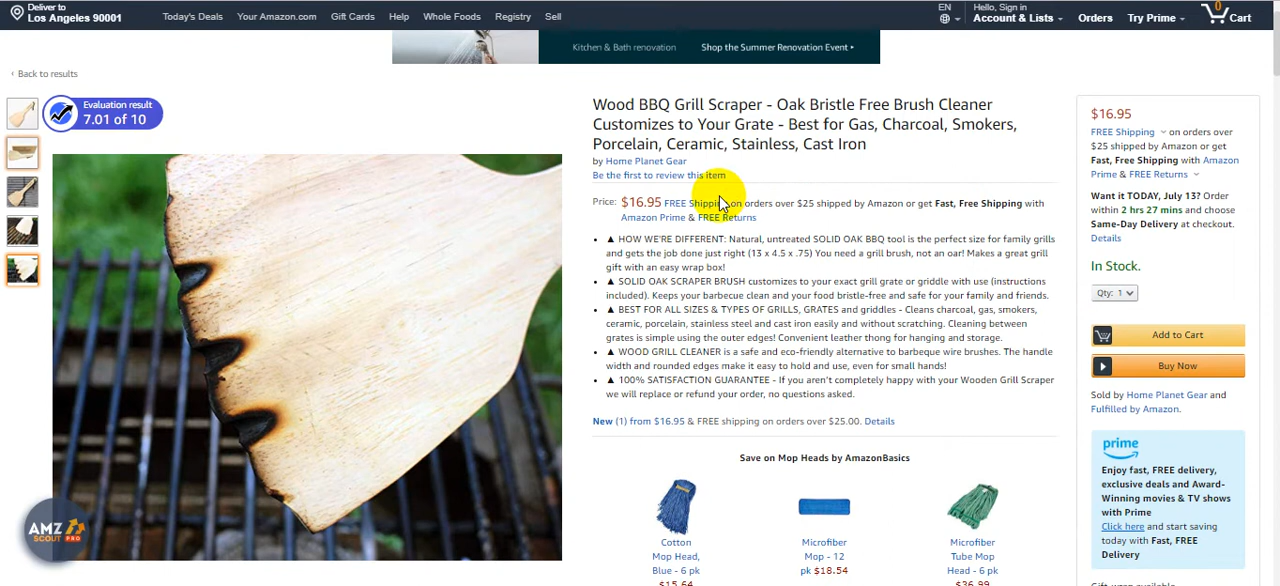 Deliver to
Los Angeles 90001
Today's Deals
Your Amazon.com
Gift Cards
Help
Whole Foods
Registry
Sell
EN
Hello, Sign in
Account & Lists
Orders
Try Prime
0
Cart
Kitchen & Bath renovation
Shop the Summer Renovation Event ▸
‹ Back to results
Evaluation result
7.01 of 10
Wood BBQ Grill Scraper - Oak Bristle Free Brush Cleaner
Customizes to Your Grate - Best for Gas, Charcoal, Smokers,
Porcelain, Ceramic, Stainless, Cast Iron
by Home Planet Gear
Be the first to review this item
Price: $16.95 FREE Shipping on orders over $25 shipped by Amazon or get Fast, Free Shipping with
Amazon Prime & FREE Returns
• ▲ HOW WE'RE DIFFERENT: Natural, untreated SOLID OAK BBQ tool is the perfect size for family grills
and gets the job done just right (13 x 4.5 x .75) You need a grill brush, not an oar! Makes a great grill
gift with an easy wrap box!
• ▲ SOLID OAK SCRAPER BRUSH customizes to your exact grill grate or griddle with use (instructions
included). Keeps your barbecue clean and your food bristle-free and safe for your family and friends.
• ▲ BEST FOR ALL SIZES & TYPES OF GRILLS, GRATES and griddles - Cleans charcoal, gas, smokers,
ceramic, porcelain, stainless steel and cast iron easily and without scratching. Cleaning between
grates is simple using the outer edges! Convenient leather thong for hanging and storage.
• ▲ WOOD GRILL CLEANER is a safe and eco-friendly alternative to barbeque wire brushes. The handle
width and rounded edges make it easy to hold and use, even for small hands!
• ▲ 100% SATISFACTION GUARANTEE - If you aren't completely happy with your Wooden Grill Scraper
we will replace or refund your order, no questions asked.
New (1) from $16.95 & FREE shipping on orders over $25.00. Details
Save on Mop Heads by AmazonBasics
Cotton
Mop Head,
Blue - 6 pk
$15.64
Microfiber
Mop - 12
pk $18.54
Microfiber
Tube Mop
Head - 6 pk
$36.99
$16.95
FREE Shipping on orders over
$25 shipped by Amazon or get
Fast, Free Shipping with Amazon
Prime & FREE Returns
Want it TODAY, July 13? Order
within 2 hrs 27 mins and choose
Same-Day Delivery at checkout.
Details
In Stock.
Qty: 1
Add to Cart
Buy Now
Sold by Home Planet Gear and
Fulfilled by Amazon.
prime
Enjoy fast, FREE delivery,
exclusive deals and Award-
Winning movies & TV shows
with Prime
Click here and start saving
today with Fast, FREE
Delivery
Gift-wrap available.
AMZ
SCOUT PRO